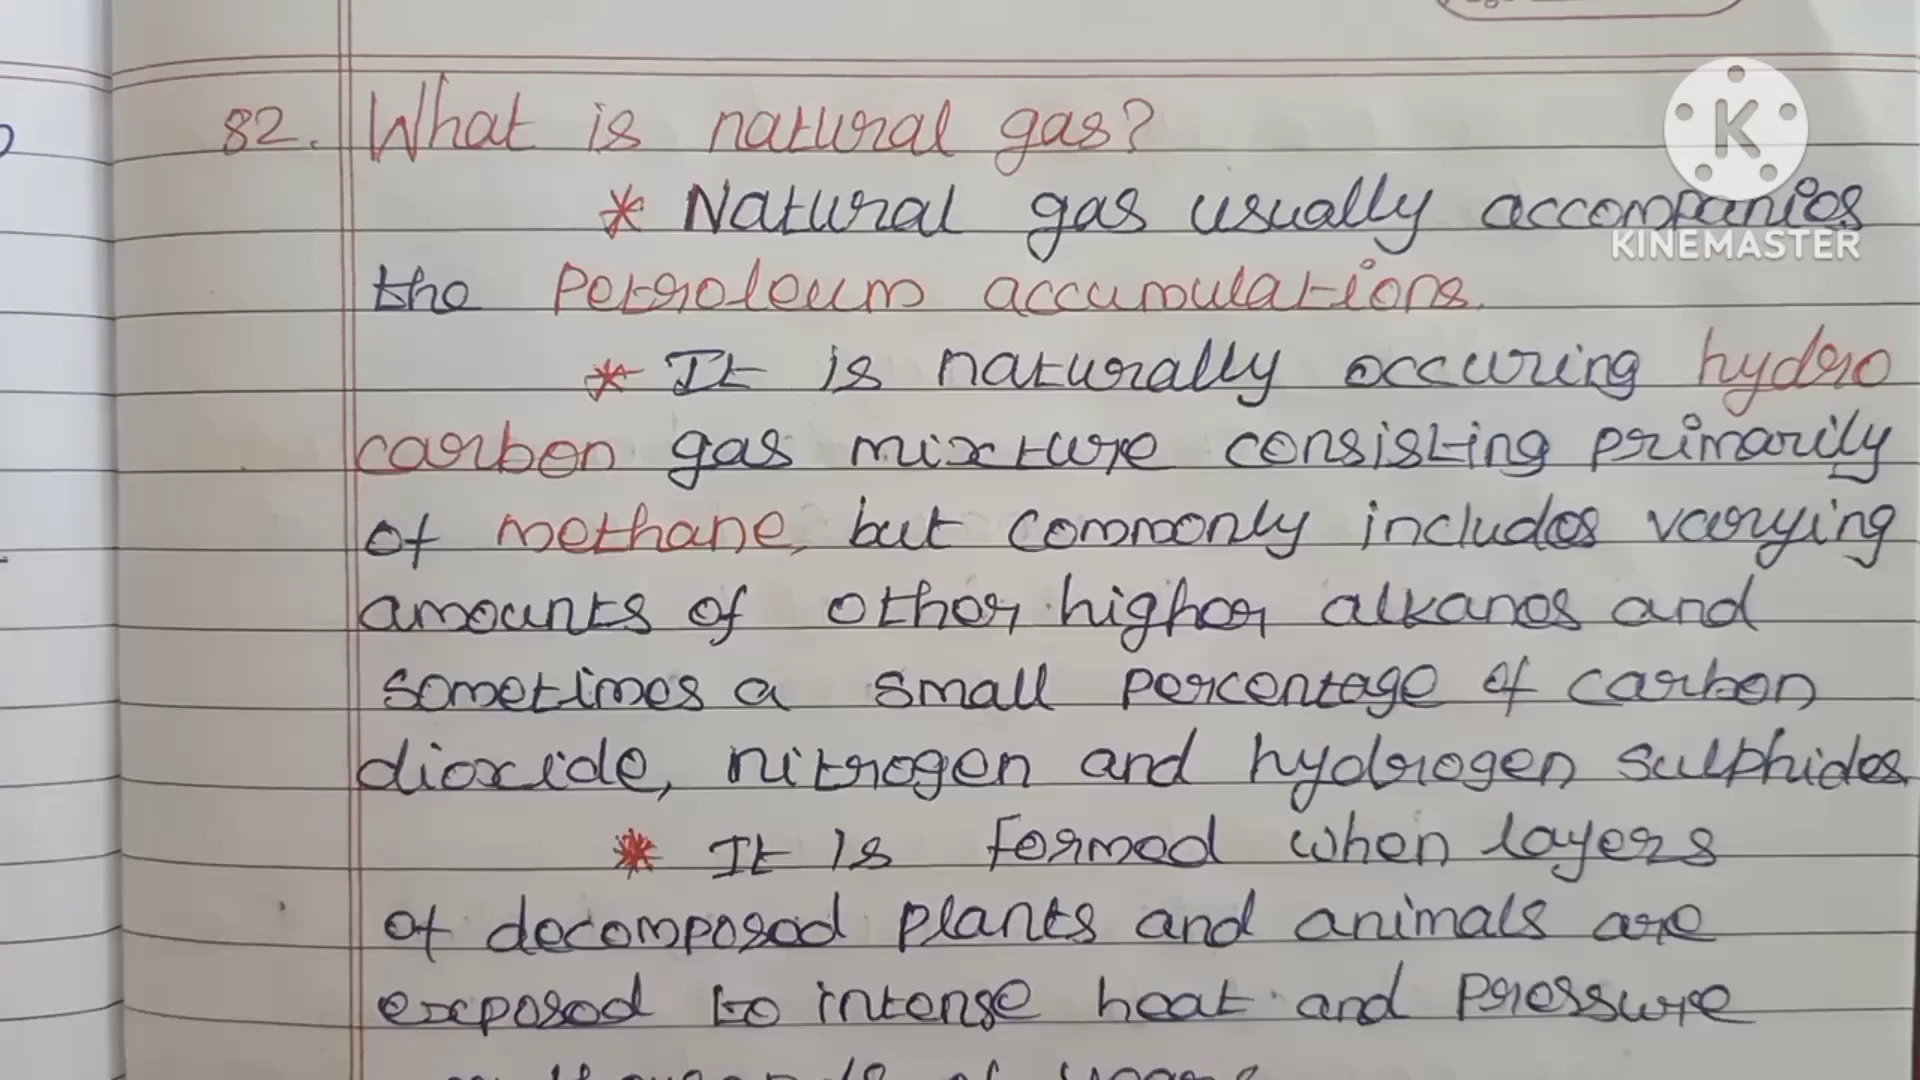 82. What is natural gas?
* Natural gas usually accompanies
the Petroleum accumulations.
* It is naturally occuring hydro
carbon gas mixture consisting primarily
of methane, but commonly includes varying
amounts of other higher alkanes and
sometimes a small percentage of carbon
dioxide, nitrogen and hydrogen sulphides
* It is formed when layers
of decomposed plants and animals are
exposed to intense heat and pressure
of years
K
KINEMASTER